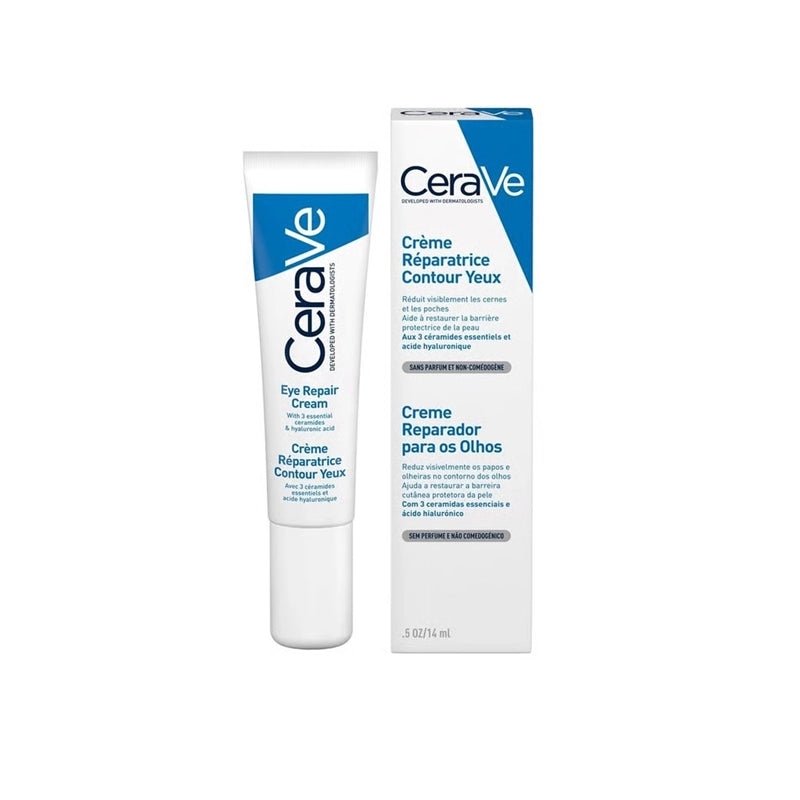 CeraVe
DEVELOPED WITH DERMATOLOGISTS
Eye Repair
Cream
With 3 essential
ceramides
& hyaluronic acid
Crème
Réparatrice
Contour Yeux
Avec 3 céramides
essentiels et
acide hyaluronique
CeraVe
CeraVe
DEVELOPED WITH DERMATOLOGISTS
Crème
Réparatrice
Contour Yeux
Réduit visiblement les cernes
et les poches
Aide à restaurer la barrière
protectrice de la peau
Aux 3 céramides essentiels et
acide hyaluronique
SANS PARFUM ET NON-COMÉDOGÈNE
Creme
Reparador
para os Olhos
Reduz visivelmente os papos e
olheiras no contorno dos olhos
Ajuda a restaurar a barreira
cutânea protetora da pele
Com 3 ceramidas essenciais e
ácido hialurónico
SEM PERFUME E NÃO COMEDOGÉNICO
.5 OZ/14 ml